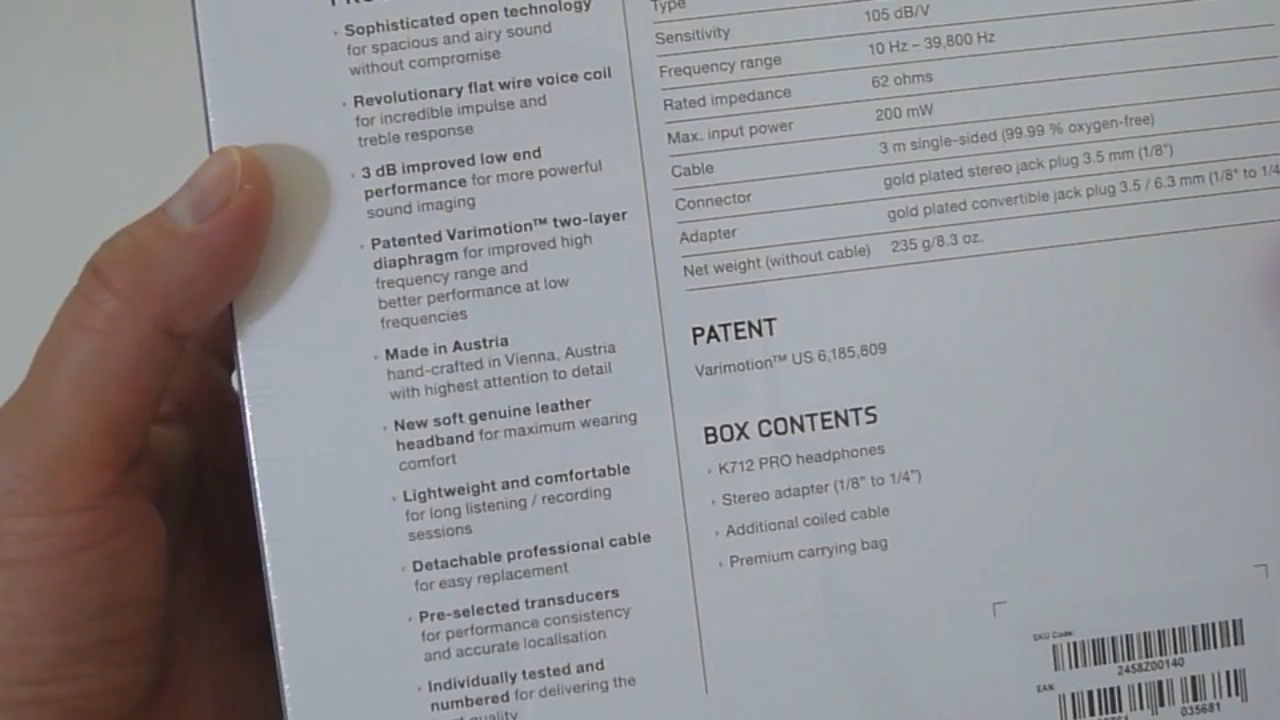 Sophisticated open technology
for spacious and airy sound
without compromise
Revolutionary flat wire voice coil
for incredible impulse and
treble response
3 dB improved low end
performance for more powerful
sound imaging
Patented Varimotion™ two-layer
diaphragm for improved high
frequency range and
better performance at low
frequencies
Made in Austria
hand-crafted in Vienna, Austria
with highest attention to detail
New soft genuine leather
headband for maximum wearing
comfort
Lightweight and comfortable
for long listening / recording
sessions
Detachable professional cable
for easy replacement
Pre-selected transducers
for performance consistency
and accurate localisation
Individually tested and
numbered for delivering the
quality
Type
Sensitivity 105 dB/V
Frequency range 10 Hz – 39,800 Hz
Rated impedance 62 ohms
Max. input power 200 mW
Cable 3 m single-sided (99.99 % oxygen-free)
Connector gold plated stereo jack plug 3.5 mm (1/8")
Adapter gold plated convertible jack plug 3.5 / 6.3 mm (1/8" to 1/4
Net weight (without cable) 235 g/8.3 oz.
PATENT
Varimotion™ US 6,185,809
BOX CONTENTS
K712 PRO headphones
Stereo adapter (1/8" to 1/4")
Additional coiled cable
Premium carrying bag
SKU Code:
2458Z00140
EAN
035681